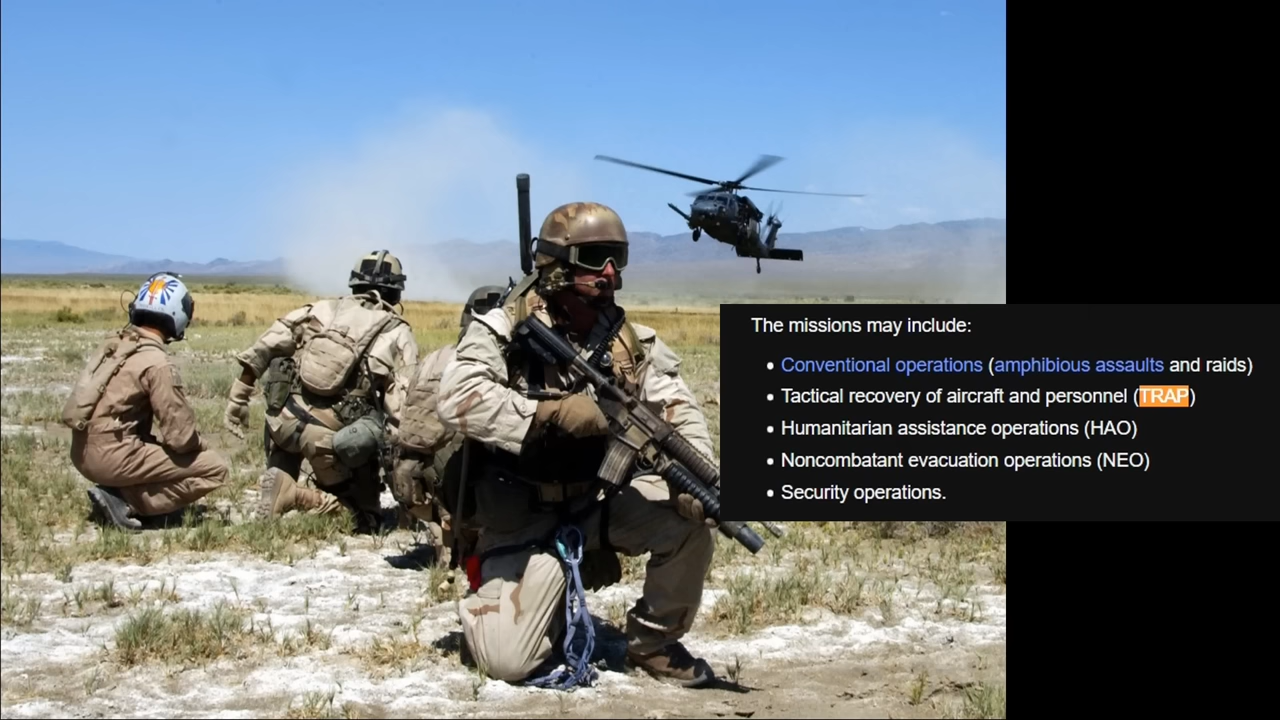 The missions may include:
Conventional operations (amphibious assaults and raids)
Tactical recovery of aircraft and personnel (TRAP)
Humanitarian assistance operations (HAO)
Noncombatant evacuation operations (NEO)
Security operations.